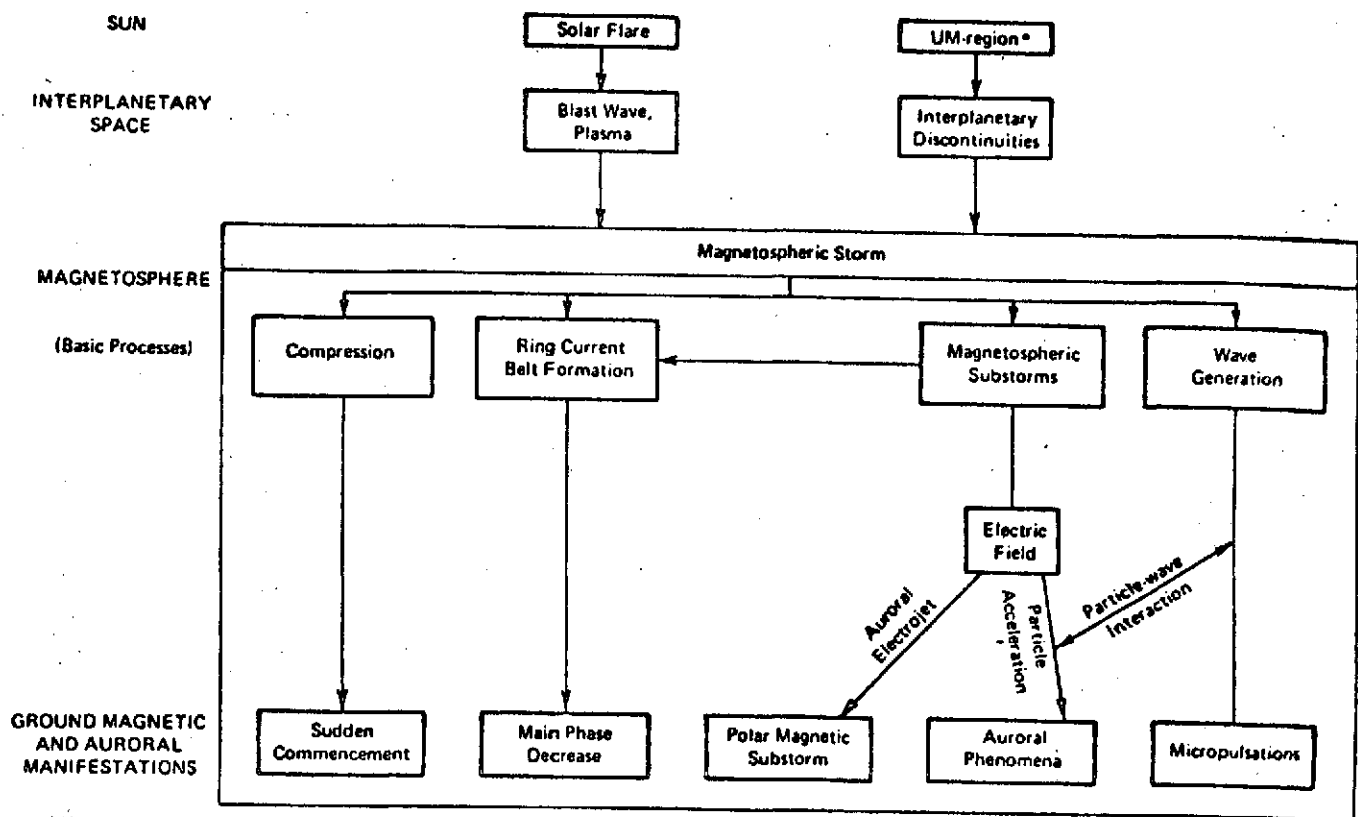 SUN
Solar Flare
UM-region*
INTERPLANETARY
SPACE
Blast Wave,
Plasma
Interplanetary
Discontinuities
Magnetospheric Storm
MAGNETOSPHERE
(Basic Processes)
Compression
Ring Current
Belt Formation
Magnetospheric
Substorms
Wave
Generation
Electric
Field
Auroral
Electrojet
Particle
Acceleration
Particle-wave
Interaction
GROUND MAGNETIC
AND AURORAL
MANIFESTATIONS
Sudden
Commencement
Main Phase
Decrease
Polar Magnetic
Substorm
Auroral
Phenomena
Micropulsations